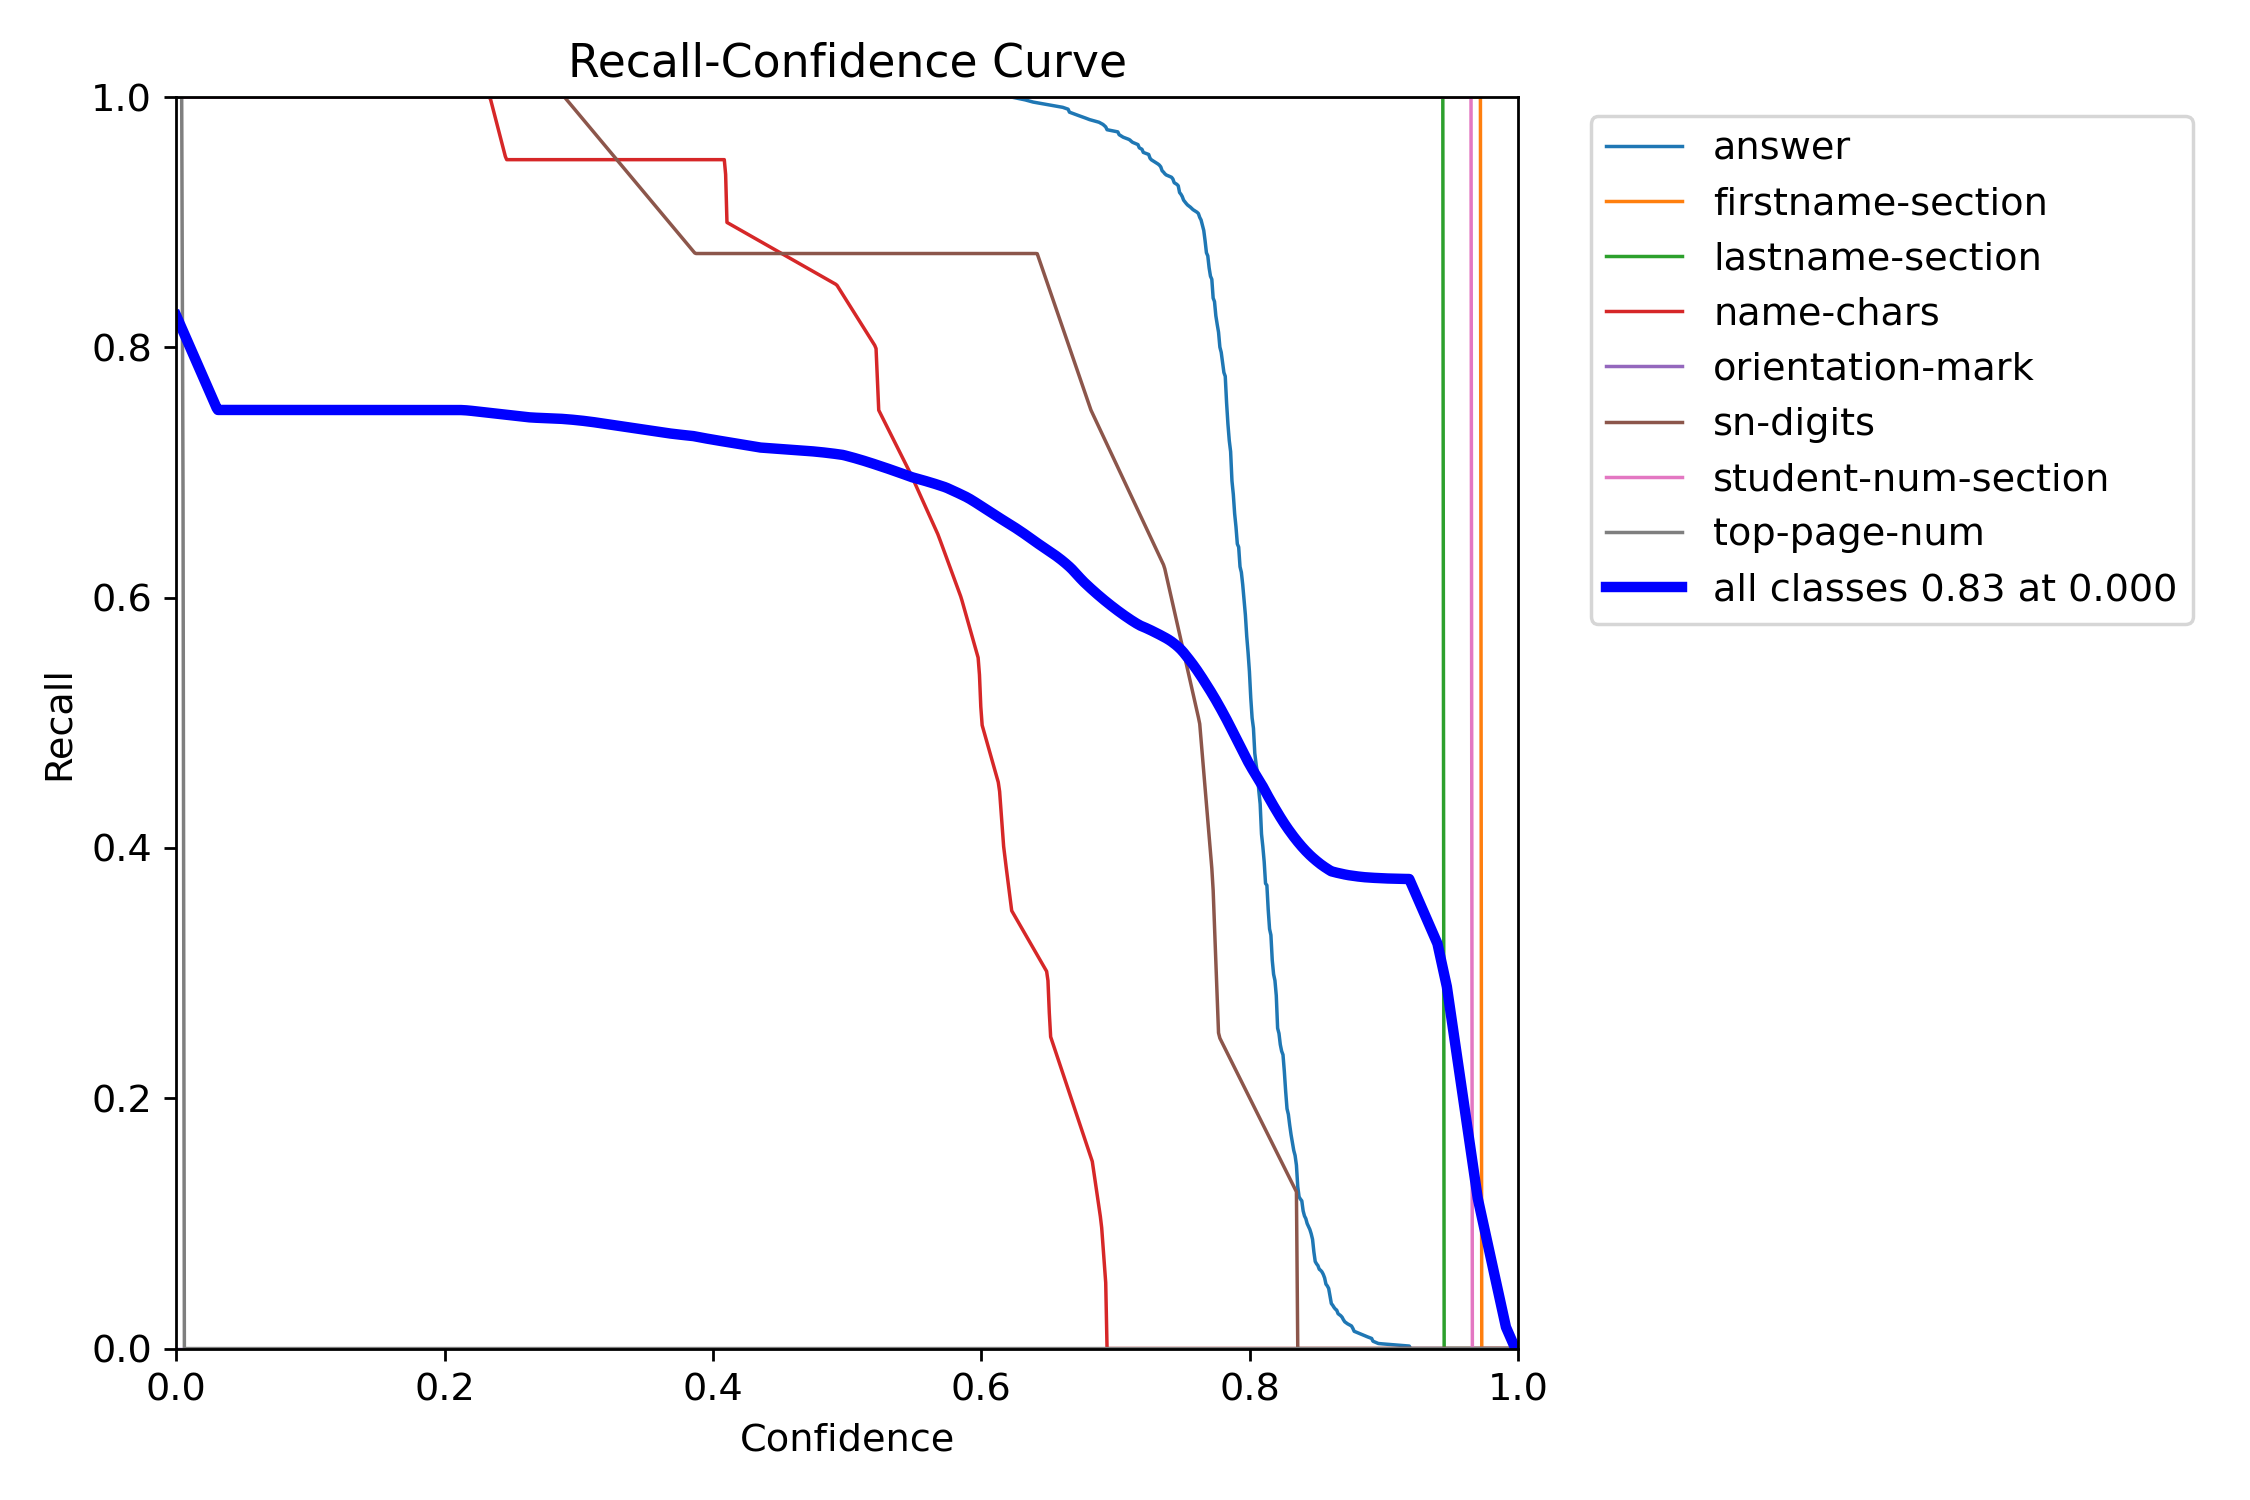 Recall-Confidence Curve
1.0
0.8
0.6
0.4
0.2
0.0
Recall
0.0 0.2 0.4 0.6 0.8 1.0
Confidence
answer
firstname-section
lastname-section
name-chars
orientation-mark
sn-digits
student-num-section
top-page-num
all classes 0.83 at 0.000